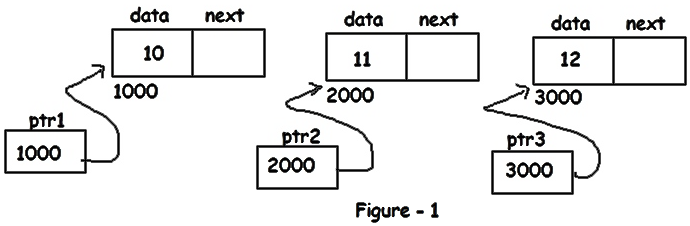 data next
10
1000
ptr1
1000
data next
11
2000
ptr2
2000
data next
12
3000
ptr3
3000
Figure - 1